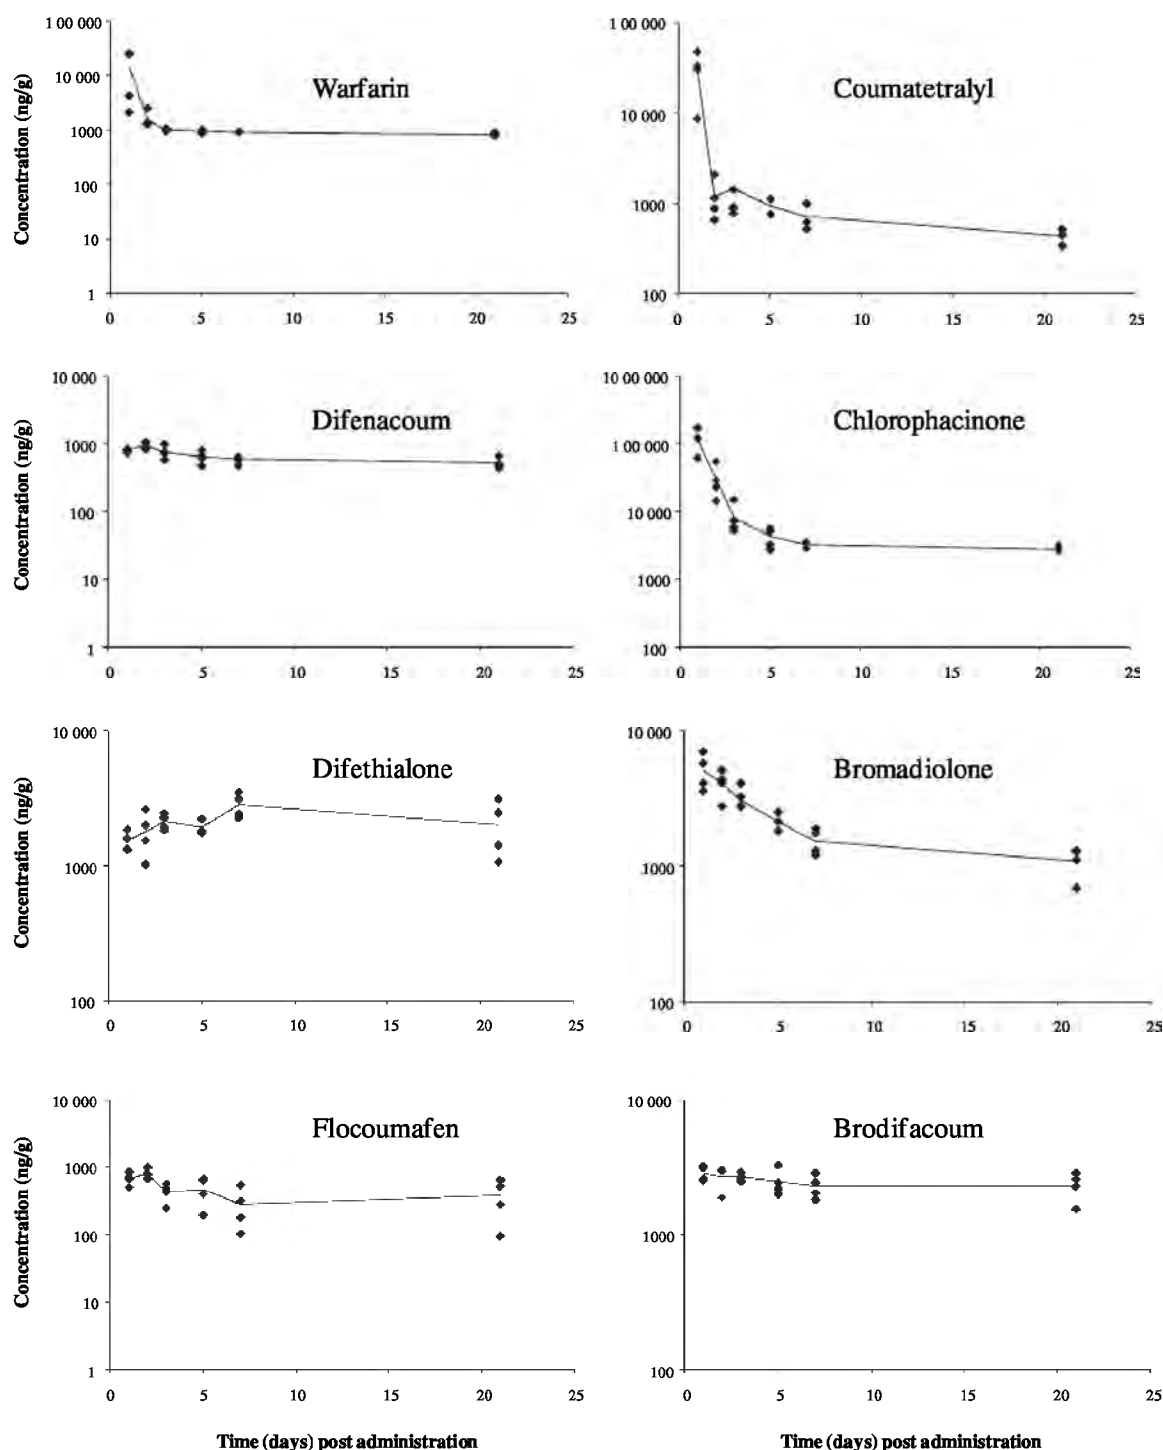 1 00 000
10 000
1000
100
10
1
0 5 10 15 20 25
Concentration (ng/g)
Warfarin
1 00 000
10 000
1000
100
0 5 10 15 20 25
Coumatetralyl
10 000
1000
100
10
1
0 5 10 15 20 25
Concentration (ng/g)
Difenacoum
10 00 000
1 00 000
10 000
1000
100
0 5 10 15 20 25
Chlorophacinone
10 000
1000
100
0 5 10 15 20 25
Concentration (ng/g)
Difethialone
10 000
1000
100
0 5 10 15 20 25
Bromadiolone
10 000
1000
100
10
1
0 5 10 15 20 25
Concentration (ng/g)
Flocoumafen
Time (days) post administration
10 000
1000
100
0 5 10 15 20 25
Brodifacoum
Time (days) post administration